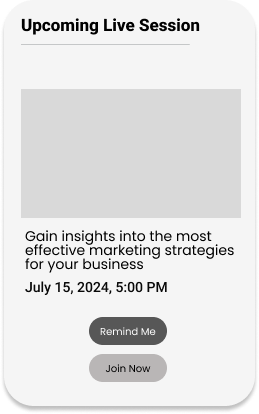 Upcoming Live Session
Gain insights into the most
effective marketing strategies
for your business
July 15, 2024, 5:00 PM
Remind Me
Join Now